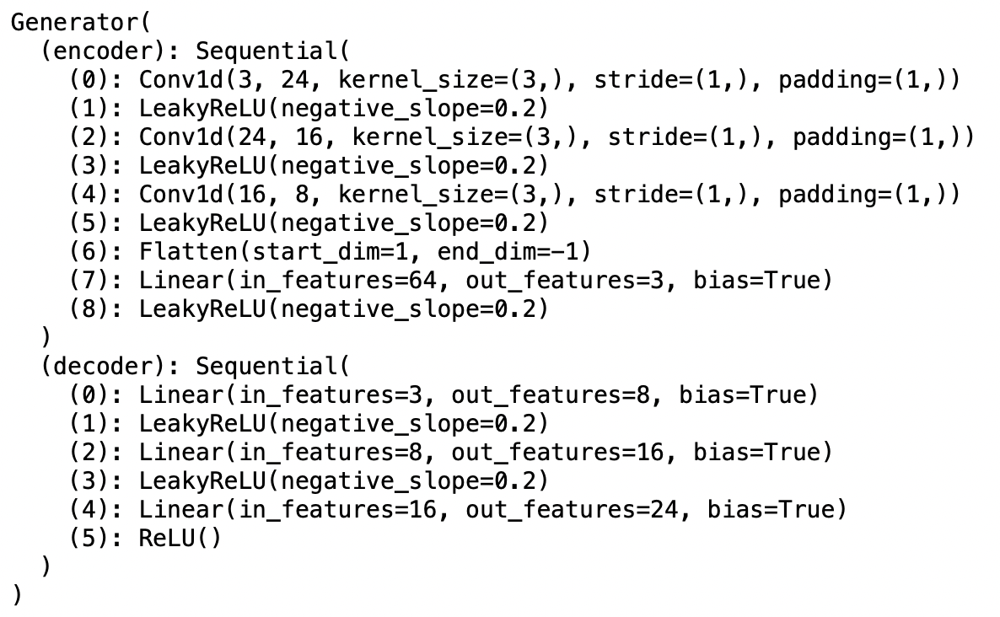 Generator(
  (encoder): Sequential(
    (0): Conv1d(3, 24, kernel_size=(3,), stride=(1,), padding=(1,))
    (1): LeakyReLU(negative_slope=0.2)
    (2): Conv1d(24, 16, kernel_size=(3,), stride=(1,), padding=(1,))
    (3): LeakyReLU(negative_slope=0.2)
    (4): Conv1d(16, 8, kernel_size=(3,), stride=(1,), padding=(1,))
    (5): LeakyReLU(negative_slope=0.2)
    (6): Flatten(start_dim=1, end_dim=-1)
    (7): Linear(in_features=64, out_features=3, bias=True)
    (8): LeakyReLU(negative_slope=0.2)
  )
  (decoder): Sequential(
    (0): Linear(in_features=3, out_features=8, bias=True)
    (1): LeakyReLU(negative_slope=0.2)
    (2): Linear(in_features=8, out_features=16, bias=True)
    (3): LeakyReLU(negative_slope=0.2)
    (4): Linear(in_features=16, out_features=24, bias=True)
    (5): ReLU()
  )
)